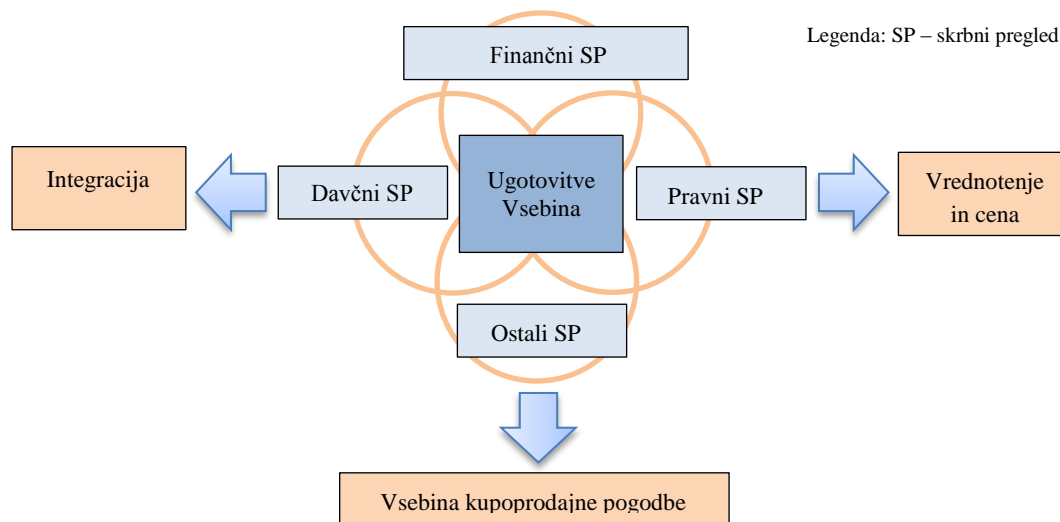 Legenda: SP – skrbni pregled
Finančni SP
Integracija
Davčni SP
Ugotovitve
Vsebina
Pravni SP
Vrednotenje
in cena
Ostali SP
Vsebina kupoprodajne pogodbe